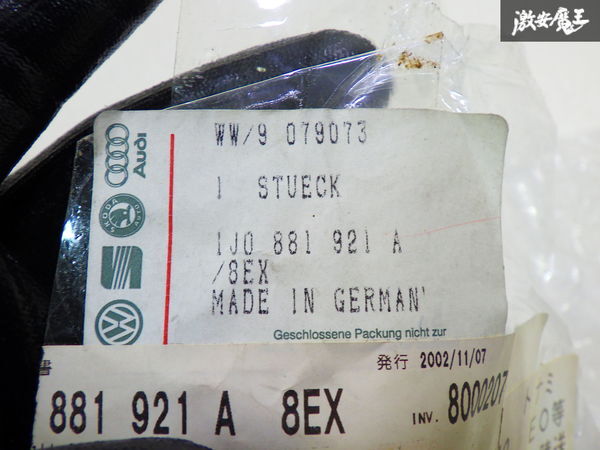 激安魔王
WW/9 079073
1 STUECK
Audi
SKODA
1J0 881 921 A
/8EX
MADE IN GERMAN
Geschlossene Packung nicht zur
書
発行 2002/11/07
881 921 A 8EX
INV. 8000207